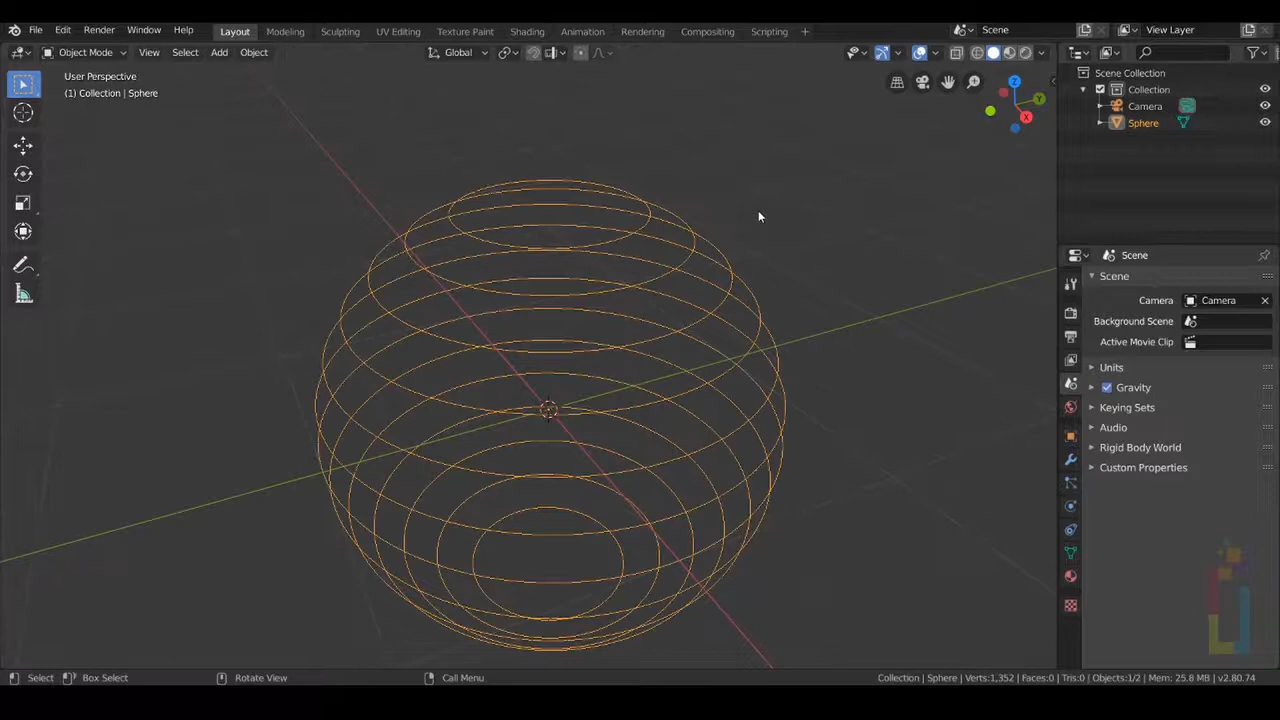 File Edit Render Window Help Layout Modeling Sculpting UV Editing Texture Paint Shading Animation Rendering Compositing Scripting + Scene View Layer
Object Mode View Select Add Object Global
User Perspective
(1) Collection | Sphere
Z
Y
X
Scene Collection
Collection
Camera
Sphere
Scene
Scene
Camera Camera
Background Scene
Active Movie Clip
Units
Gravity
Keying Sets
Audio
Rigid Body World
Custom Properties
Select Box Select Rotate View Call Menu Collection | Sphere | Verts:1,352 | Faces:0 | Tris:0 | Objects:1/2 | Mem: 25.8 MB | v2.80.74